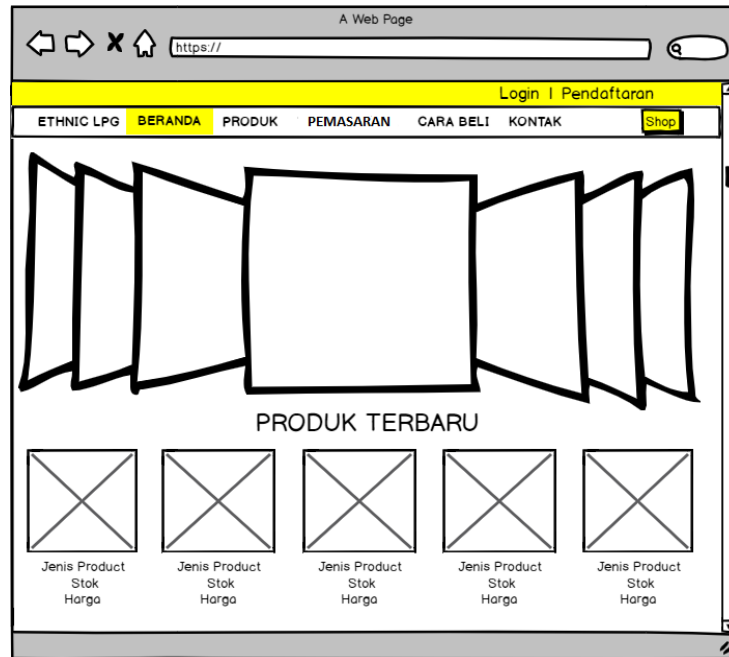 A Web Page
https://
Login | Pendaftaran
ETHNIC LPG BERANDA PRODUK PEMASARAN CARA BELI KONTAK Shop
PRODUK TERBARU
Jenis Product Jenis Product Jenis Product Jenis Product Jenis Product
Stok Stok Stok Stok Stok
Harga Harga Harga Harga Harga